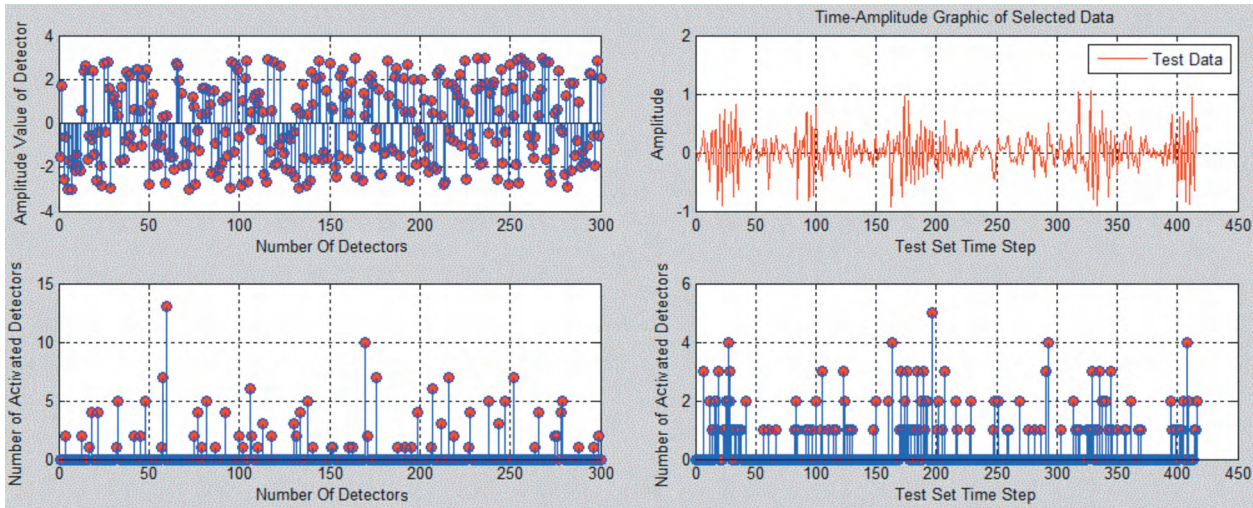 Amplitude Value of Detector
4
2
0
-2
-4
0 50 100 150 200 250 300
Number Of Detectors
Time-Amplitude Graphic of Selected Data
Test Data
Amplitude
2
1
0
-1
0 50 100 150 200 250 300 350 400 450
Test Set Time Step
Number of Activated Detectors
15
10
5
0
0 50 100 150 200 250 300
Number Of Detectors
Number of Activated Detectors
6
4
2
0
0 50 100 150 200 250 300 350 400 450
Test Set Time Step